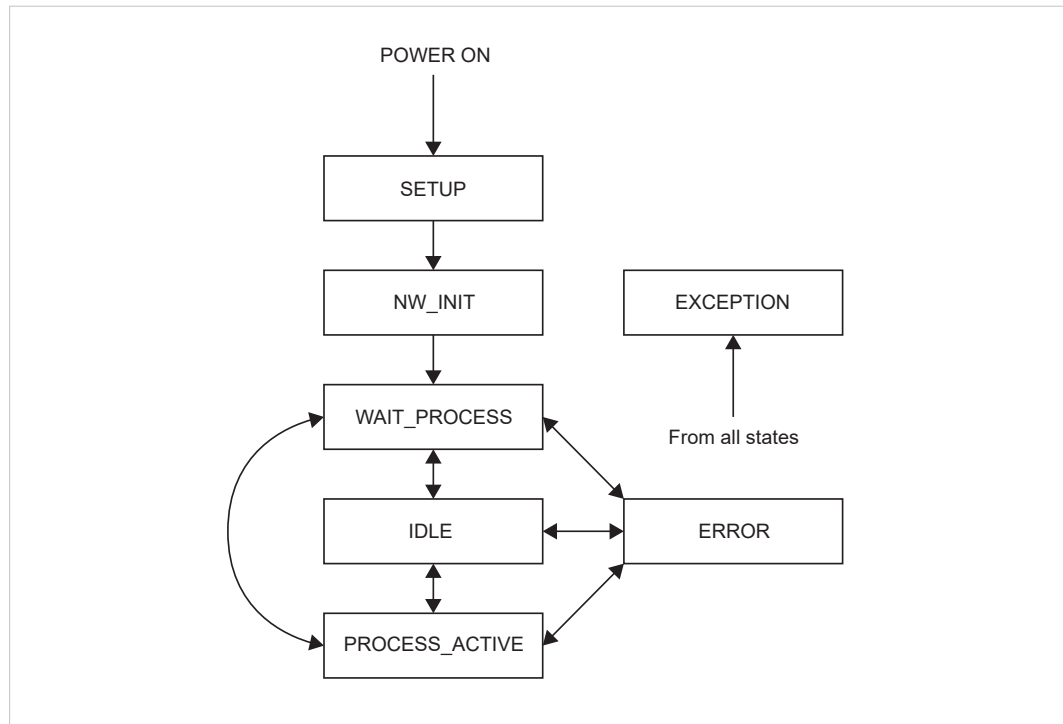 POWER ON
SETUP
NW_INIT
EXCEPTION
WAIT_PROCESS
From all states
IDLE
ERROR
PROCESS_ACTIVE